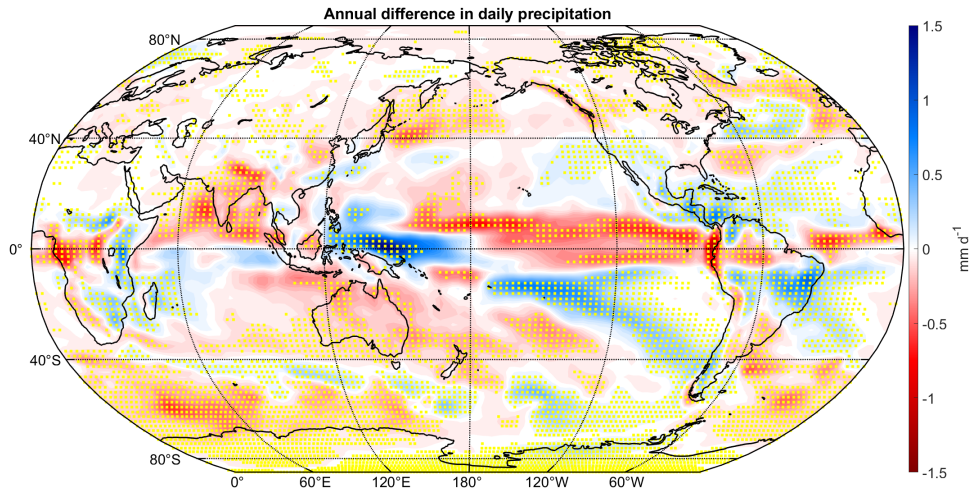 Annual difference in daily precipitation
80°N
40°N
0°
40°S
80°S
0° 60°E 120°E 180° 120°W 60°W
1.5
1
0.5
0
-0.5
-1
-1.5
mm d⁻¹